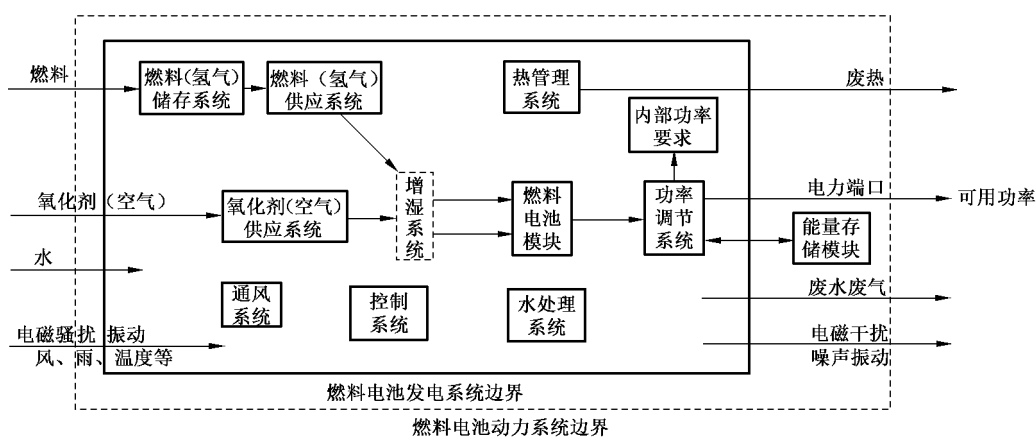 燃料
燃料(氢气)
储存系统
燃料(氢气)
供应系统
热管理
系统
废热
内部功率
要求
氧化剂(空气)
氧化剂(空气)
供应系统
增
湿
系
统
燃料
电池
模块
功率
调节
系统
电力端口
可用功率
能量存
储模块
水
通风
系统
控制
系统
水处理
系统
废水废气
电磁骚扰 振动
风、雨、温度等
电磁干扰
噪声振动
燃料电池发电系统边界
燃料电池动力系统边界